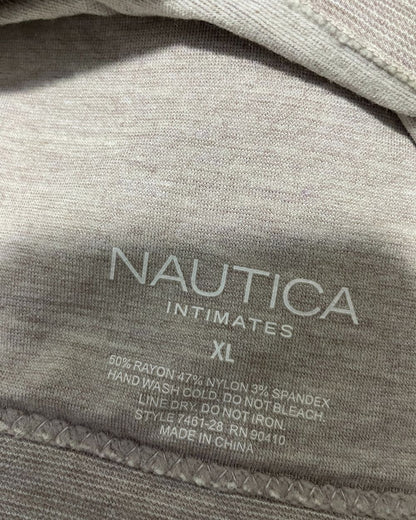 NAUTICA
INTIMATES
XL
50% RAYON 47% NYLON 3% SPANDEX
HAND WASH COLD. DO NOT BLEACH.
LINE DRY. DO NOT IRON.
STYLE 7461-28 RN 90410
MADE IN CHINA